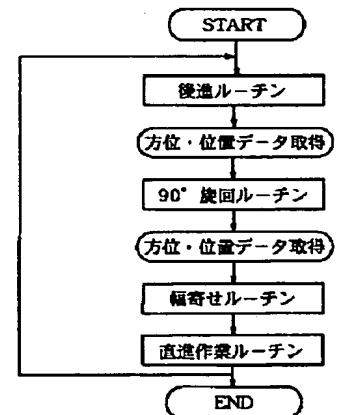 START
後進ルーチン
方位・位置データ取得
90°旋回ルーチン
方位・位置データ取得
幅寄せルーチン
直進作業ルーチン
END